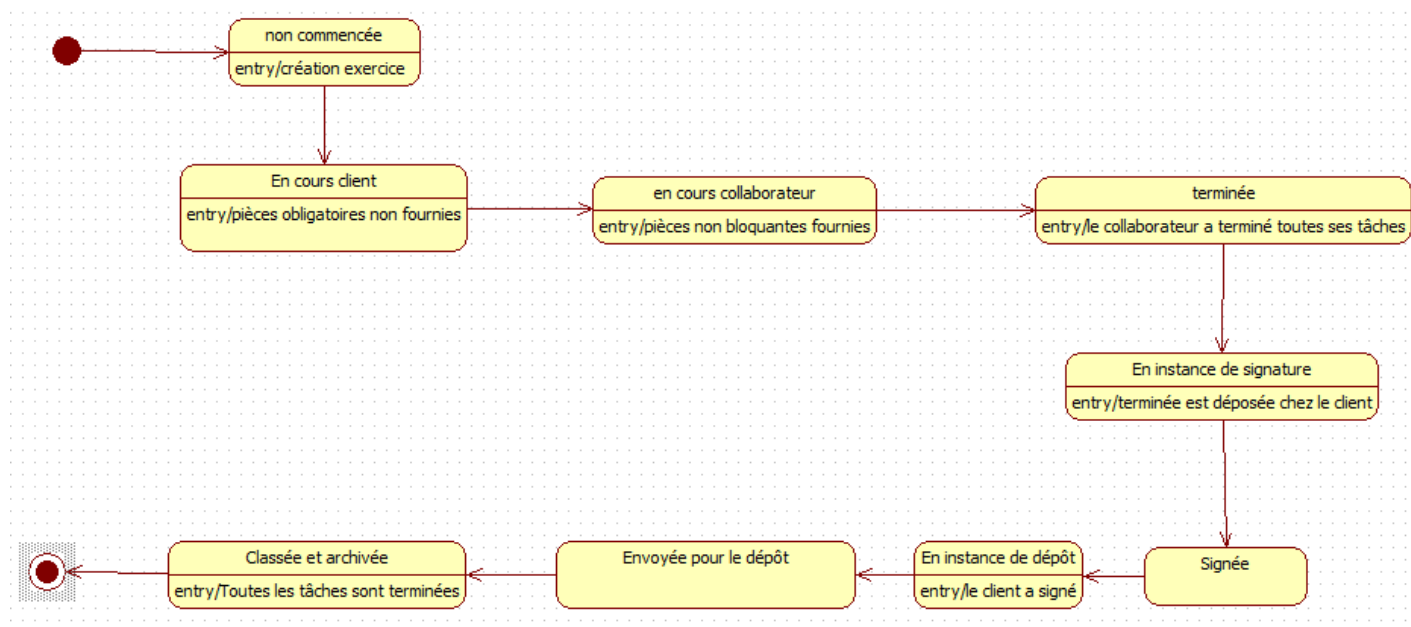 non commencée
entry/création exercice
En cours client
entry/pièces obligatoires non fournies
en cours collaborateur
entry/pièces non bloquantes fournies
terminée
entry/le collaborateur a terminé toutes ses tâches
En instance de signature
entry/terminée est déposée chez le client
Signée
En instance de dépôt
entry/le client a signé
Envoyée pour le dépôt
Classée et archivée
entry/Toutes les tâches sont terminées